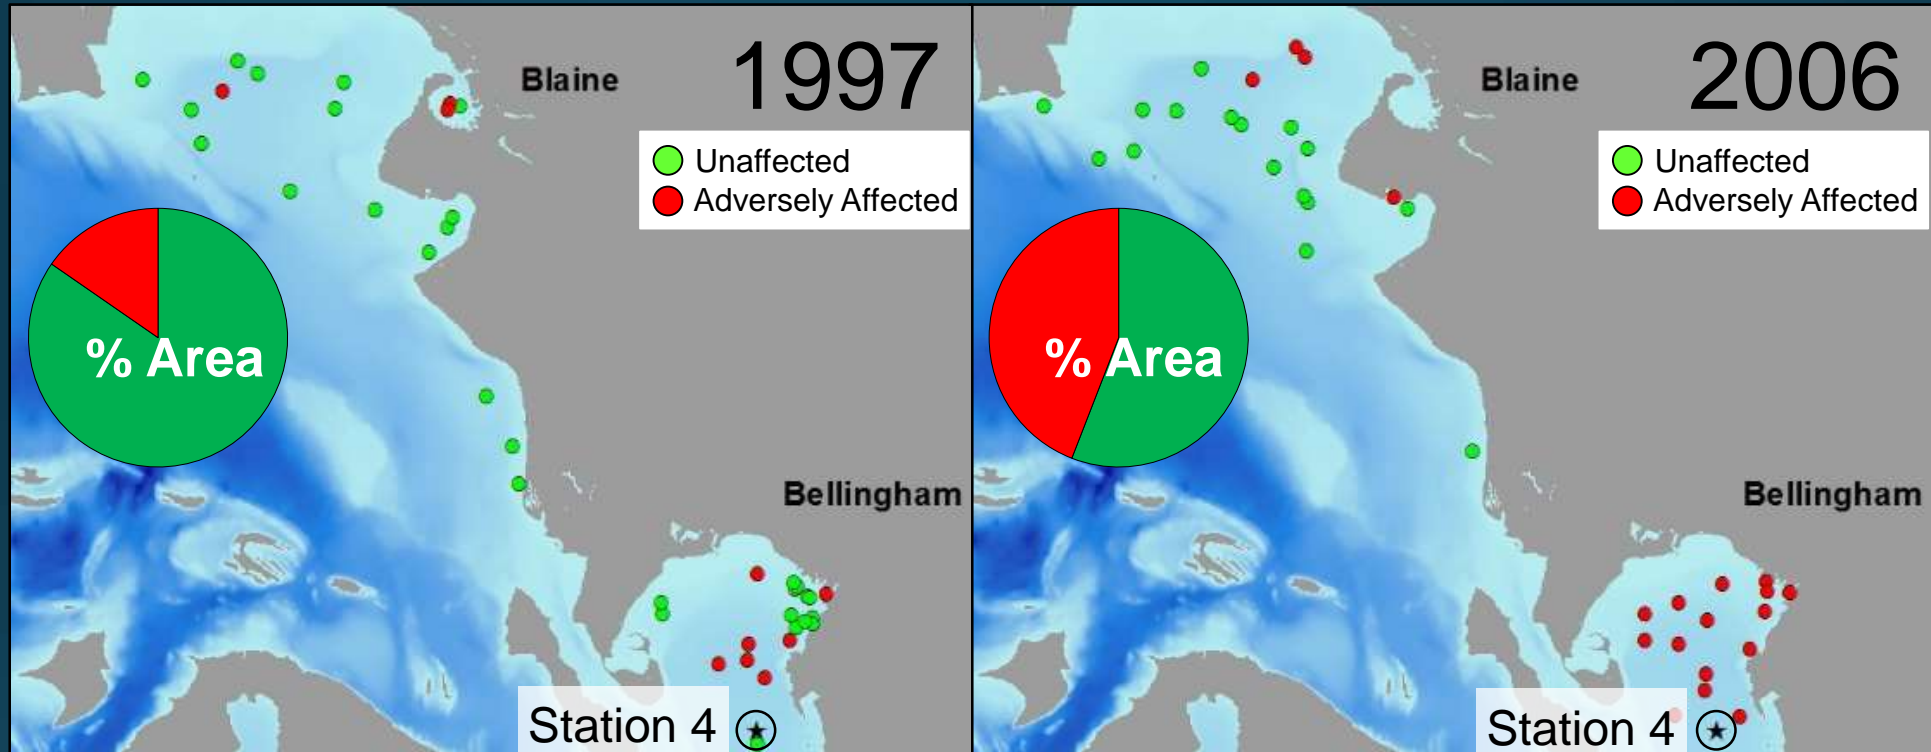 1997
Blaine
Unaffected
Adversely Affected
% Area
Bellingham
Station 4
2006
Blaine
Unaffected
Adversely Affected
% Area
Bellingham
Station 4